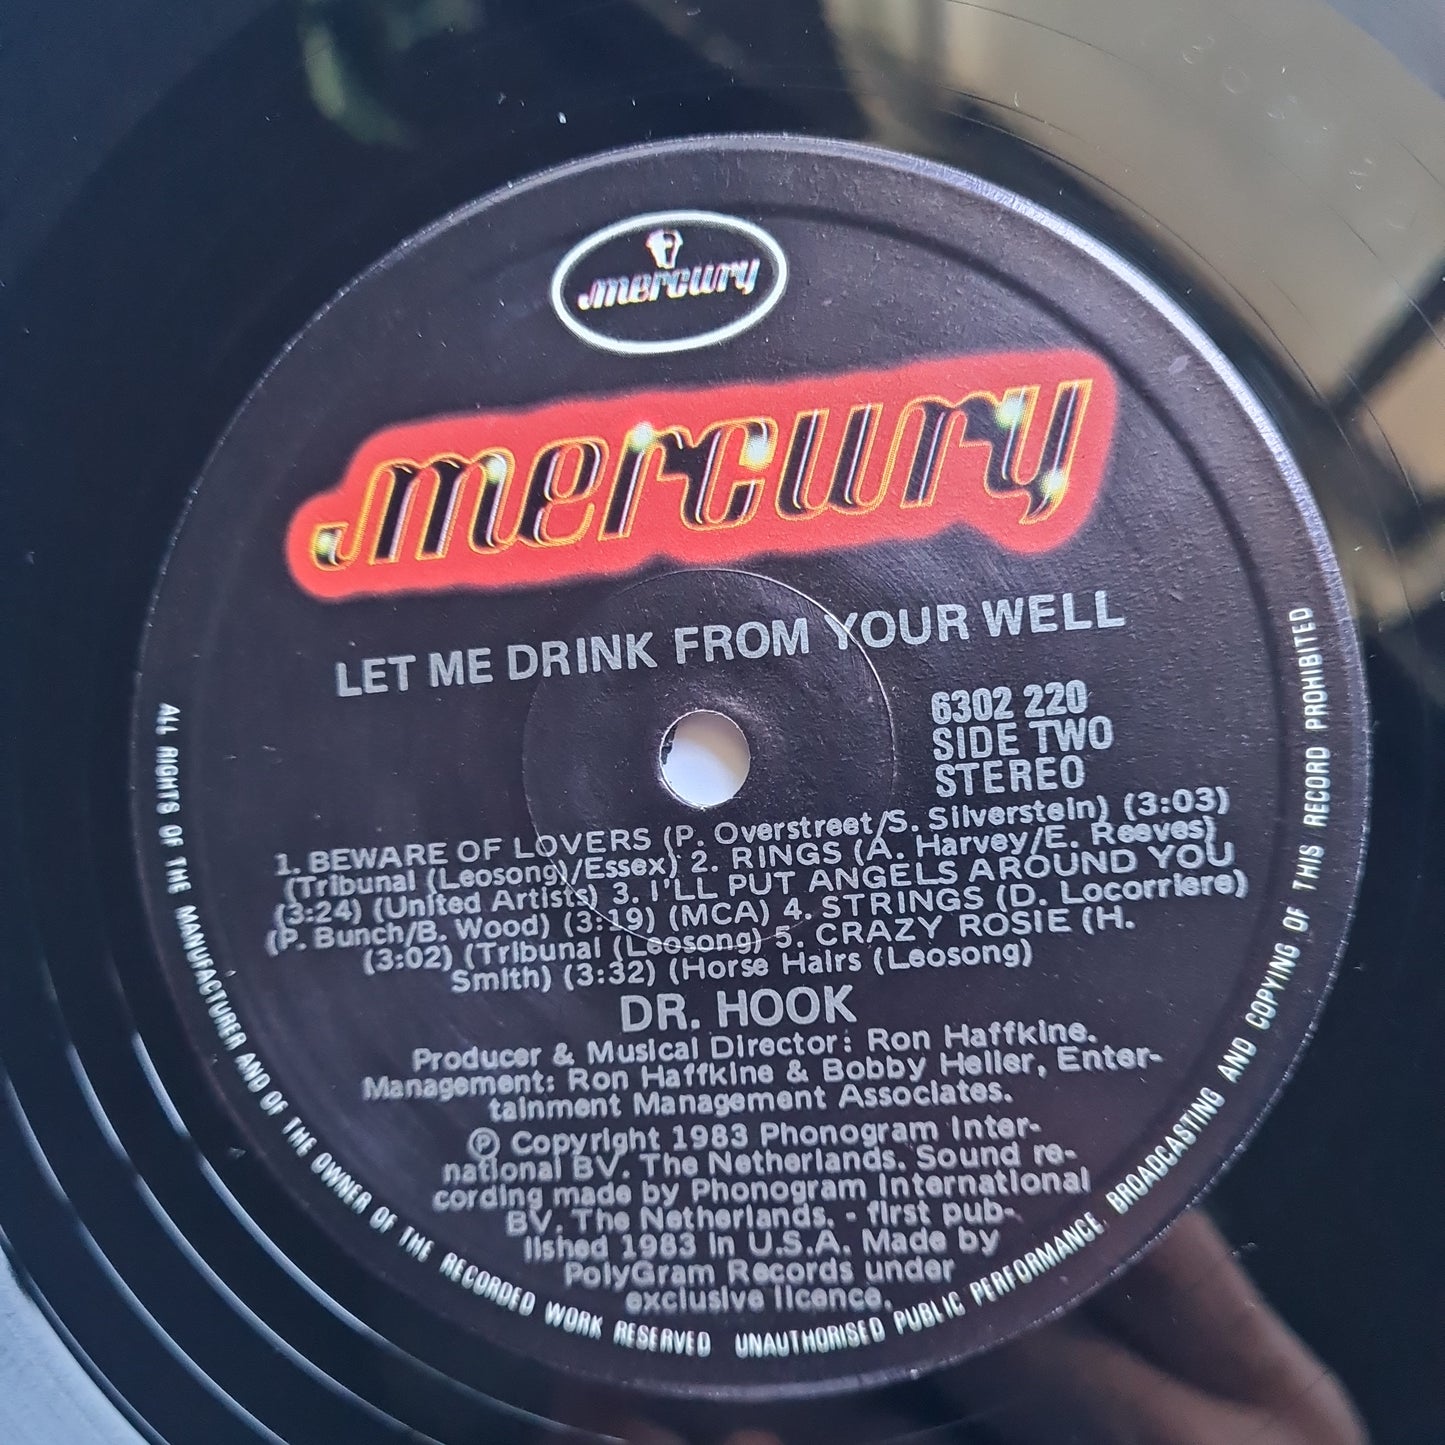 mercury
mercury
LET ME DRINK FROM YOUR WELL
6302 220
SIDE TWO
STEREO
1. BEWARE OF LOVERS (P. Overstreet/S. Silverstein) (3:03)
(Tribunal (Leosong)/Essex) 2. RINGS (A. Harvey/E. Reeves)
(3:24) (United Artists) 3. I'LL PUT ANGELS AROUND YOU
(P. Bunch/B. Wood) (3:19) (MCA) 4. STRINGS (D. Locorriere)
(3:02) (Tribunal (Leosong) 5. CRAZY ROSIE (H.
Smith) (3:32) (Horse Hairs (Leosong)
DR. HOOK
Producer & Musical Director: Ron Haffkine.
Management: Ron Haffkine & Bobby Heller, Enter-
tainment Management Associates.
℗ Copyright 1983 Phonogram Inter-
national BV. The Netherlands. Sound re-
cording made by Phonogram International
BV. The Netherlands. - first pub-
lished 1983 in U.S.A. Made by
PolyGram Records under
exclusive licence.
ALL RIGHTS OF THE MANUFACTURER AND OF THE OWNER OF THE RECORDED WORK RESERVED UNAUTHORISED PUBLIC PERFORMANCE, BROADCASTING AND COPYING OF THIS RECORD PROHIBITED